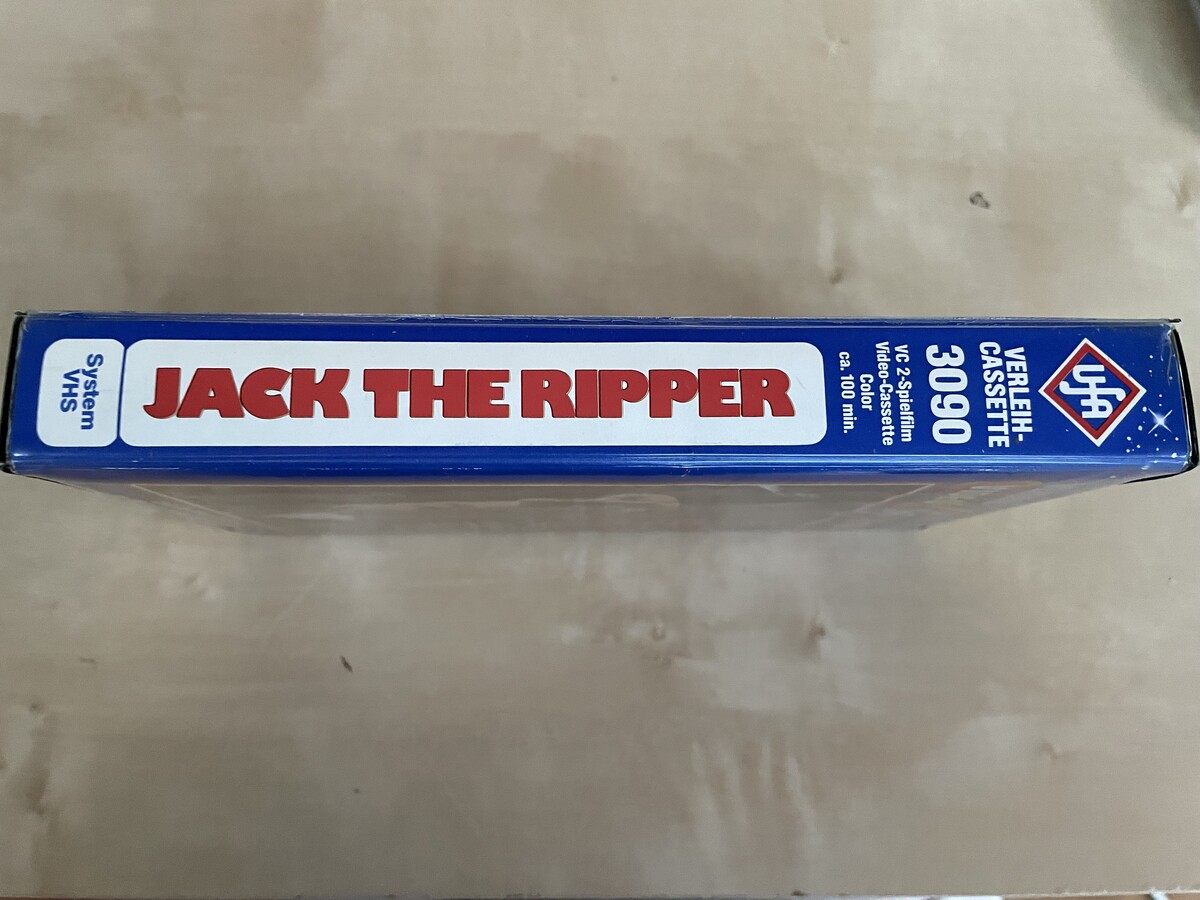 System
VHS
JACK THE RIPPER
VC 2-Spielfilm
Video-Cassette
Color
ca. 100 min.
VERLEIH-
CASSETTE
3090
UFA